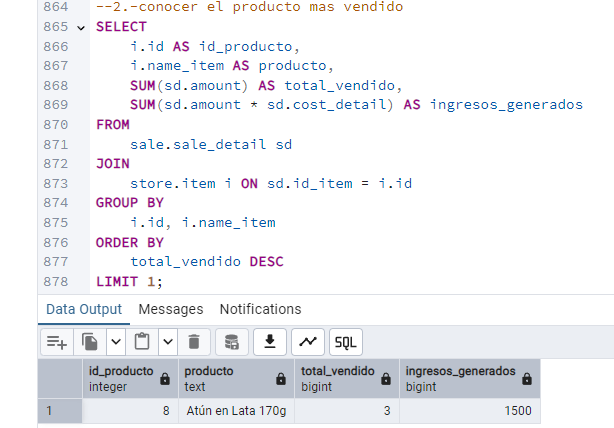 864 --2.-conocer el producto mas vendido
865 SELECT
866 i.id AS id_producto,
867 i.name_item AS producto,
868 SUM(sd.amount) AS total_vendido,
869 SUM(sd.amount * sd.cost_detail) AS ingresos_generados
870 FROM
871 sale.sale_detail sd
872 JOIN
873 store.item i ON sd.id_item = i.id
874 GROUP BY
875 i.id, i.name_item
876 ORDER BY
877 total_vendido DESC
878 LIMIT 1;
Data Output Messages Notifications
SQL
id_producto producto total_vendido ingresos_generados
integer text bigint bigint
1 8 Atún en Lata 170g 3 1500